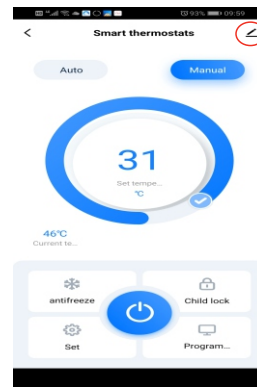 93% 09:59
Smart thermostats
Auto Manual
31
Set tempe...
℃
46℃
Current te...
antifreeze Child lock
Set Program...